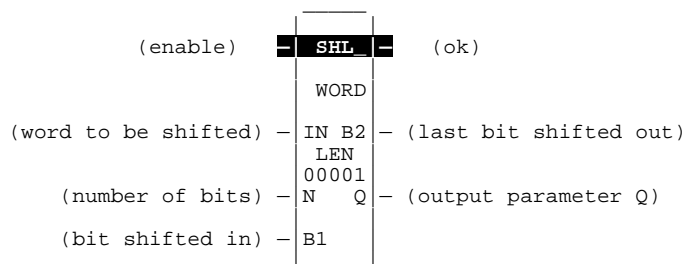 (enable) SHL_ (ok)
WORD
(word to be shifted) IN B2 (last bit shifted out)
LEN
00001
(number of bits) N Q (output parameter Q)
(bit shifted in) B1